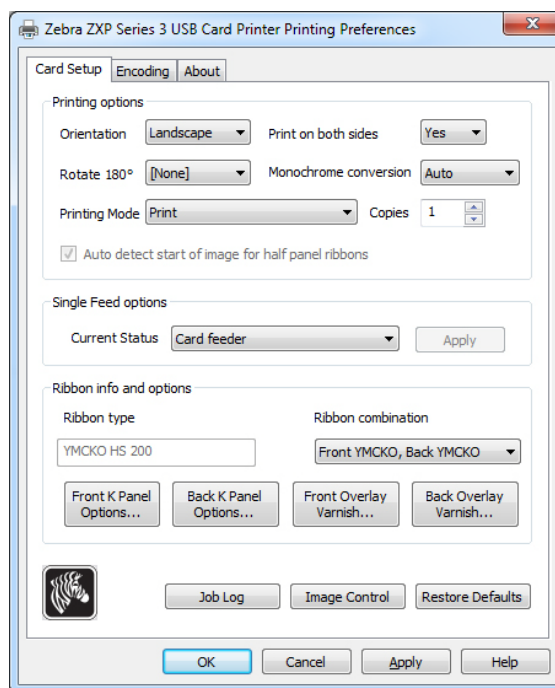 Zebra ZXP Series 3 USB Card Printer Printing Preferences
Card Setup Encoding About
Printing options
Orientation Landscape Print on both sides Yes
Rotate 180° [None] Monochrome conversion Auto
Printing Mode Print Copies 1
Auto detect start of image for half panel ribbons
Single Feed options
Current Status Card feeder Apply
Ribbon info and options
Ribbon type Ribbon combination
YMCKO HS 200 Front YMCKO, Back YMCKO
Front K Panel Back K Panel Front Overlay Back Overlay
Options... Options... Varnish... Varnish...
Job Log Image Control Restore Defaults
OK Cancel Apply Help